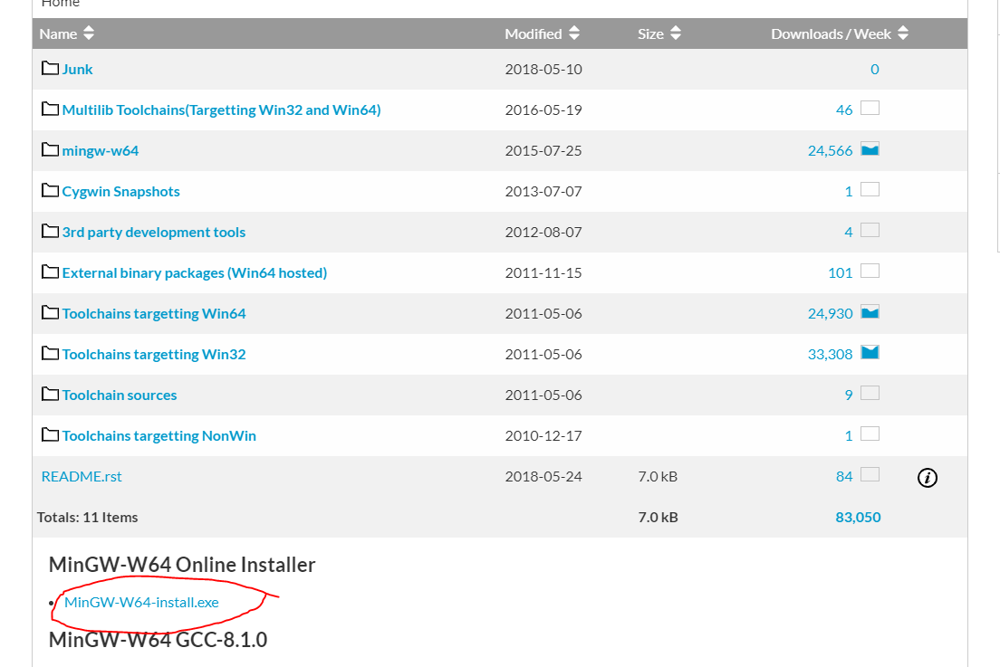 Home
Name Modified Size Downloads / Week
Junk 2018-05-10 0
Multilib Toolchains(Targetting Win32 and Win64) 2016-05-19 46
mingw-w64 2015-07-25 24,566
Cygwin Snapshots 2013-07-07 1
3rd party development tools 2012-08-07 4
External binary packages (Win64 hosted) 2011-11-15 101
Toolchains targetting Win64 2011-05-06 24,930
Toolchains targetting Win32 2011-05-06 33,308
Toolchain sources 2011-05-06 9
Toolchains targetting NonWin 2010-12-17 1
README.rst 2018-05-24 7.0 kB 84 i
Totals: 11 Items 7.0 kB 83,050
MinGW-W64 Online Installer
• MinGW-W64-install.exe
MinGW-W64 GCC-8.1.0